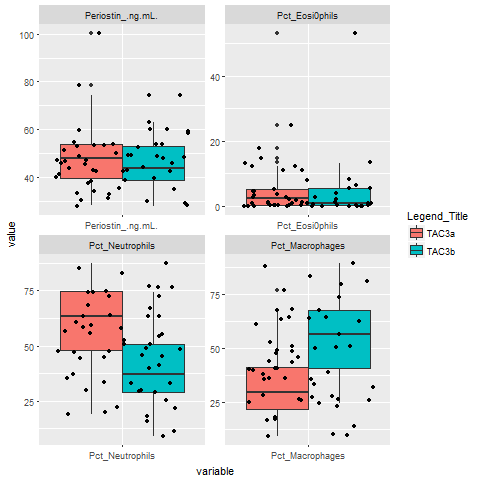 Periostin_.ng.mL.
Pct_Eosi0phils
100
80
60
40
40
20
0
Periostin_.ng.mL.
Pct_Eosi0phils
Pct_Neutrophils
Pct_Macrophages
75
50
25
75
50
25
Pct_Neutrophils
Pct_Macrophages
value
variable
Legend_Title
TAC3a
TAC3b